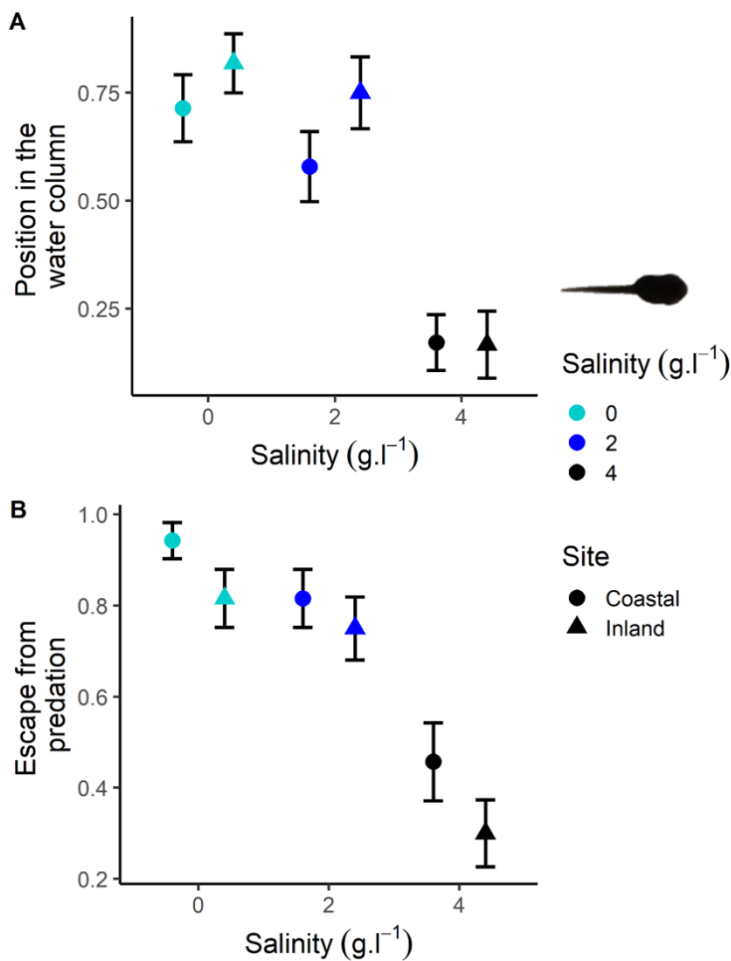 A
Position in the
water column
0.75
0.50
0.25
0 2 4
Salinity (g.l⁻¹)
Salinity (g.l⁻¹)
0
2
4
B
Escape from
predation
1.0
0.8
0.6
0.4
0.2
0 2 4
Salinity (g.l⁻¹)
Site
Coastal
Inland